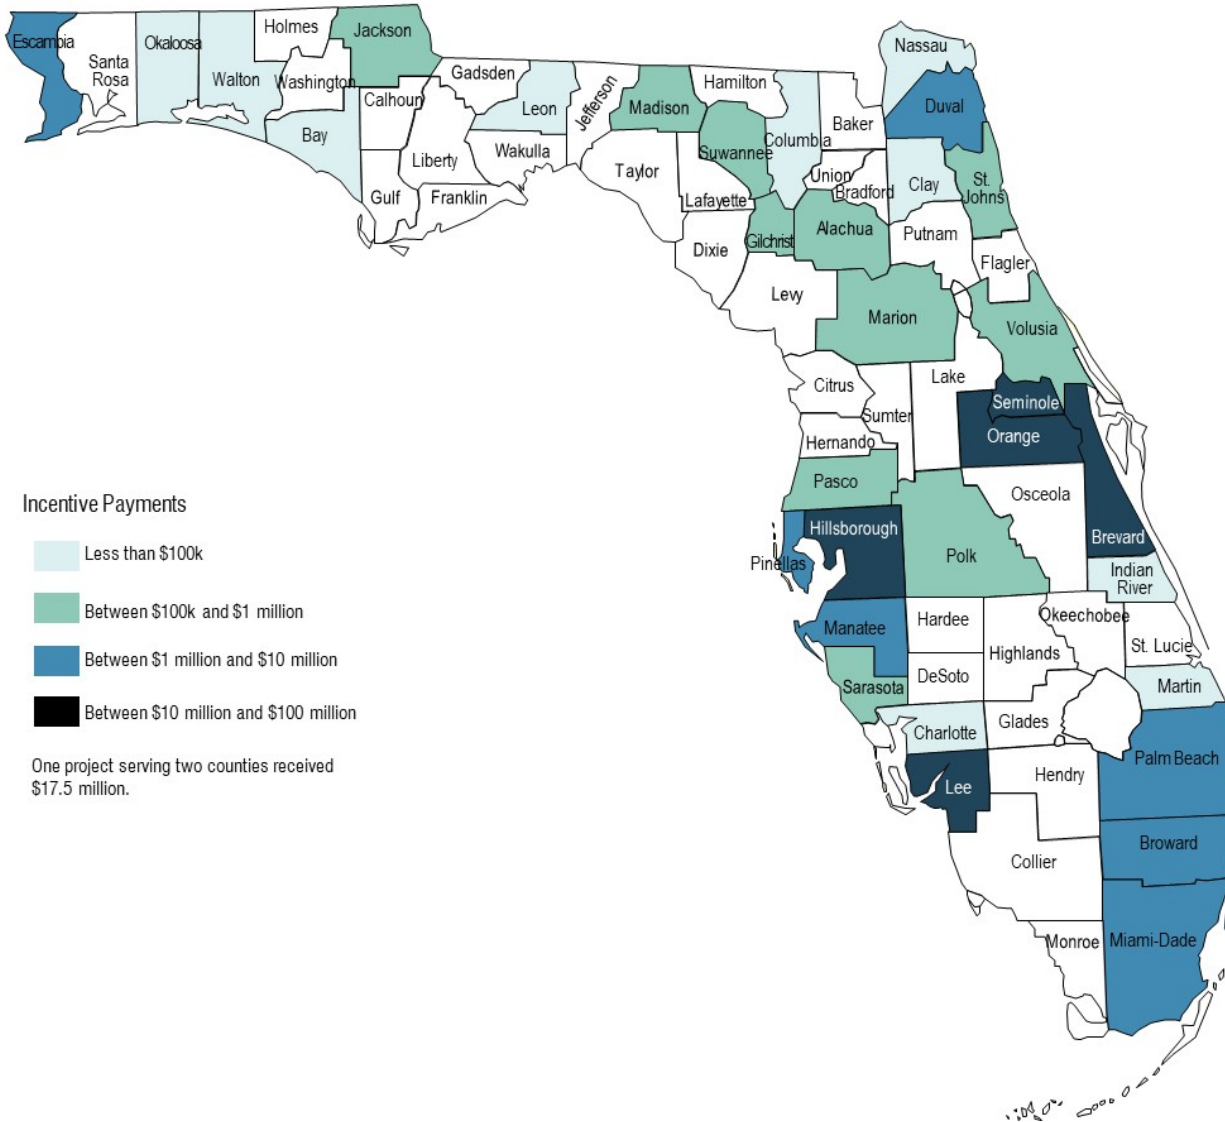 Escambia
Santa
Rosa
Okaloosa
Walton
Holmes
Washington
Jackson
Bay
Calhoun
Gulf
Gadsden
Liberty
Franklin
Leon
Wakulla
Jefferson
Madison
Taylor
Hamilton
Suwannee
Lafayette
Dixie
Columbia
Gilchrist
Levy
Baker
Union
Bradford
Alachua
Nassau
Duval
Clay
St.
Johns
Putnam
Flagler
Marion
Volusia
Citrus
Sumter
Lake
Hernando
Seminole
Orange
Pasco
Osceola
Brevard
Hillsborough
Pinellas
Polk
Indian
River
Manatee
Hardee
Highlands
Okeechobee
St. Lucie
Sarasota
DeSoto
Martin
Charlotte
Glades
Palm Beach
Lee
Hendry
Broward
Collier
Monroe
Miami-Dade
Incentive Payments
Less than $100k
Between $100k and $1 million
Between $1 million and $10 million
Between $10 million and $100 million
One project serving two counties received
$17.5 million.